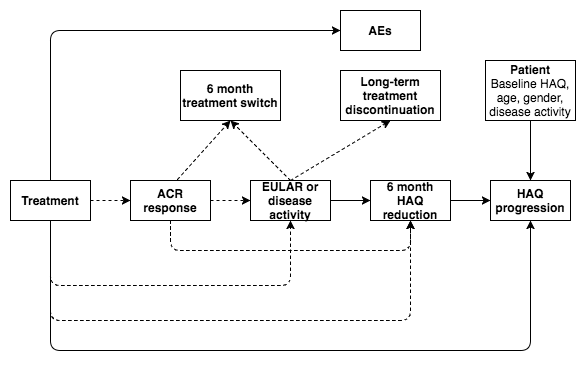 AEs
6 month
treatment switch
Long-term
treatment
discontinuation
Patient
Baseline HAQ,
age, gender,
disease activity
Treatment
ACR
response
EULAR or
disease
activity
6 month
HAQ
reduction
HAQ
progression